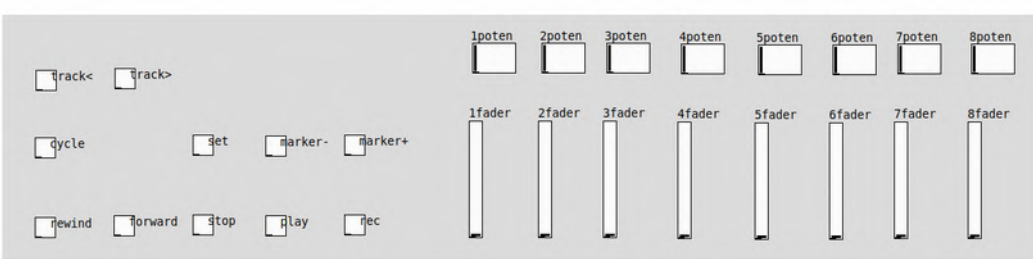 1poten 2poten 3poten 4poten 5poten 6poten 7poten 8poten
track< track>
1fader 2fader 3fader 4fader 5fader 6fader 7fader 8fader
cycle set marker- marker+
rewind forward stop play rec